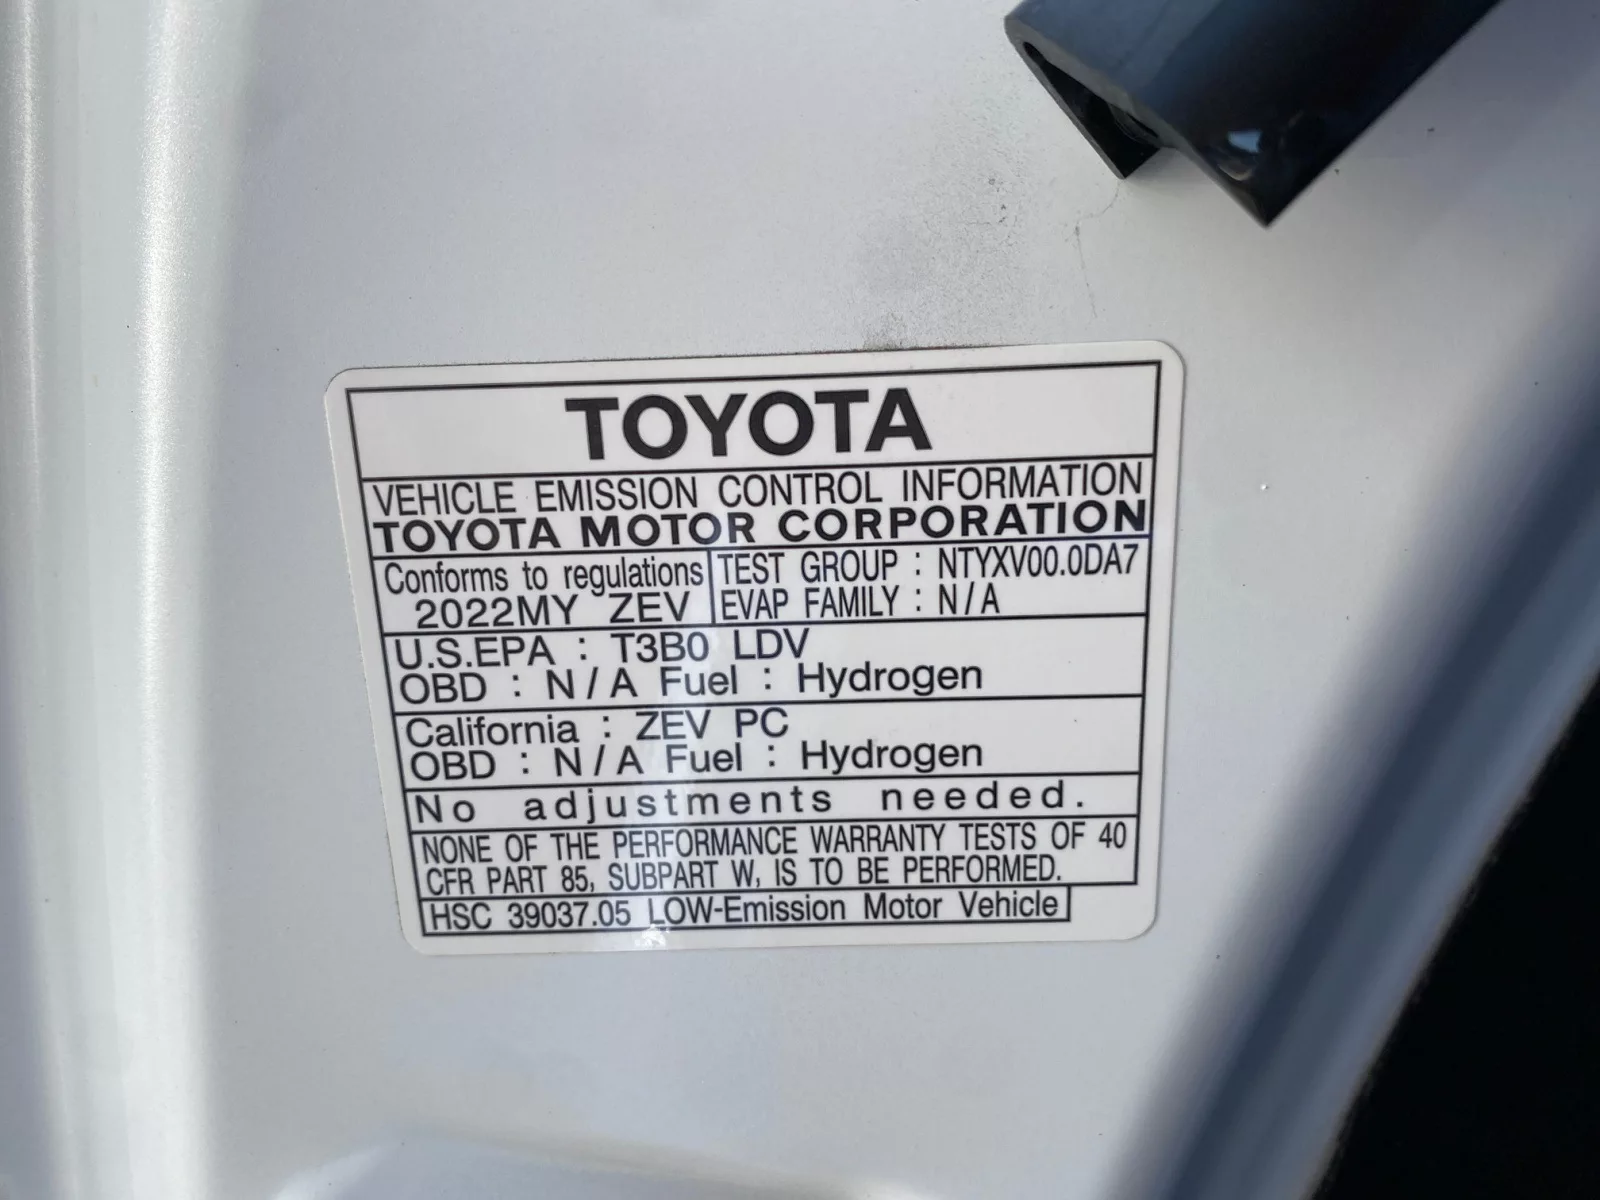 TOYOTA
VEHICLE EMISSION CONTROL INFORMATION
TOYOTA MOTOR CORPORATION
Conforms to regulations
2022MY ZEV
TEST GROUP : NTYXV00.0DA7
EVAP FAMILY : N/A
U.S.EPA : T3B0 LDV
OBD : N/A Fuel : Hydrogen
California : ZEV PC
OBD : N/A Fuel : Hydrogen
No adjustments needed.
NONE OF THE PERFORMANCE WARRANTY TESTS OF 40
CFR PART 85, SUBPART W, IS TO BE PERFORMED.
HSC 39037.05 LOW-Emission Motor Vehicle